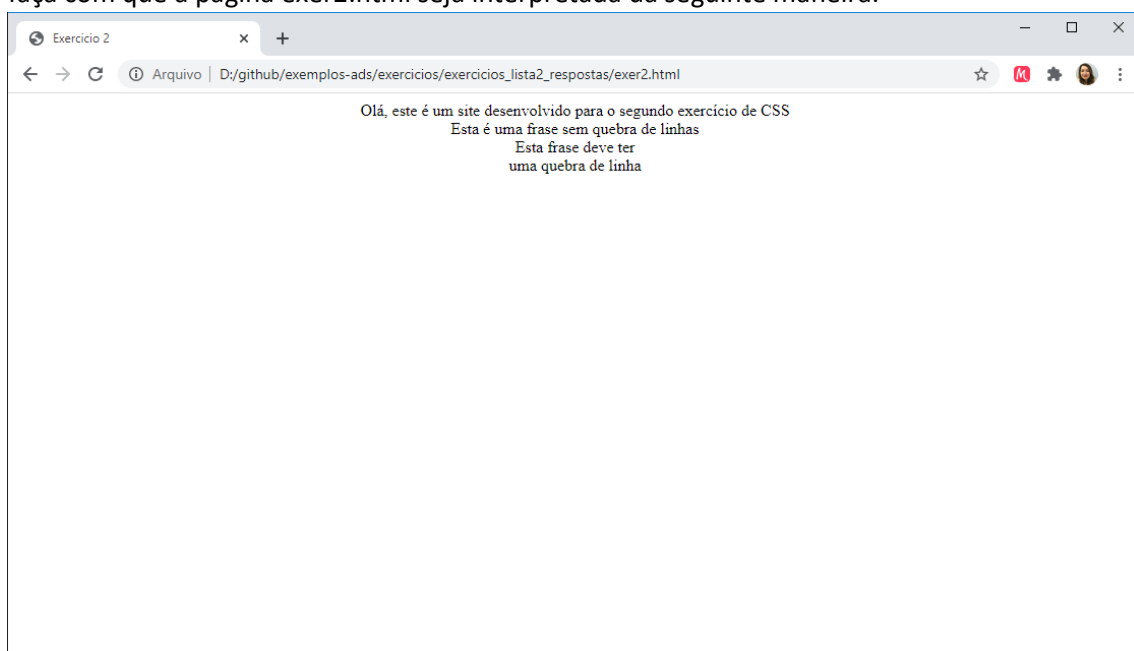 faça com que a página exer2.html seja interpretada da seguinte maneira:
Exercicio 2
Arquivo | D:/github/exemplos-ads/exercicios/exercicios_lista2_respostas/exer2.html
M
Olá, este é um site desenvolvido para o segundo exercício de CSS
Esta é uma frase sem quebra de linhas
Esta frase deve ter
uma quebra de linha